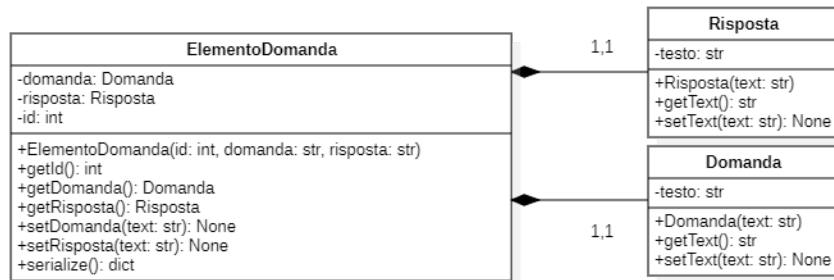 ElementoDomanda
-domanda: Domanda
-risposta: Risposta
-id: int
+ElementoDomanda(id: int, domanda: str, risposta: str)
+getId(): int
+getDomanda(): Domanda
+getRisposta(): Risposta
+setDomanda(text: str): None
+setRisposta(text: str): None
+serialize(): dict
1,1
Risposta
-testo: str
+Risposta(text: str)
+getText(): str
+setText(text: str): None
1,1
Domanda
-testo: str
+Domanda(text: str)
+getText(): str
+setText(text: str): None